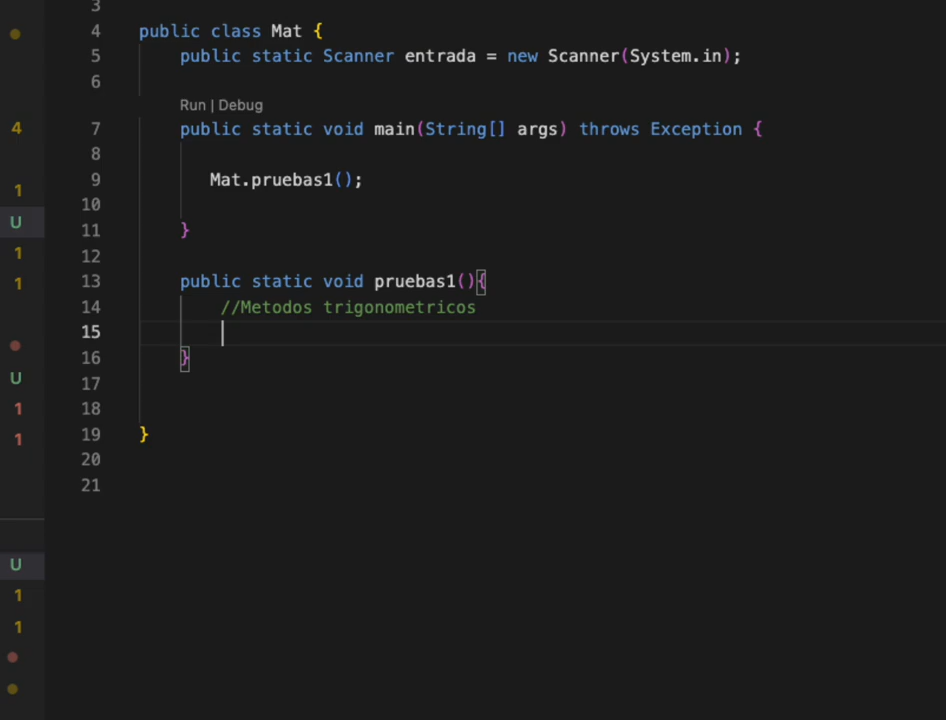 3
4 public class Mat {
5 public static Scanner entrada = new Scanner(System.in);
6
Run | Debug
4
7 public static void main(String[] args) throws Exception {
8
1
9 Mat.pruebas1();
10
U
11 }
1
12
1
13 public static void pruebas1(){
14 //Metodos trigonometricos
15
16 }
U
17
1
18
1
19 }
20
21
U
1
1